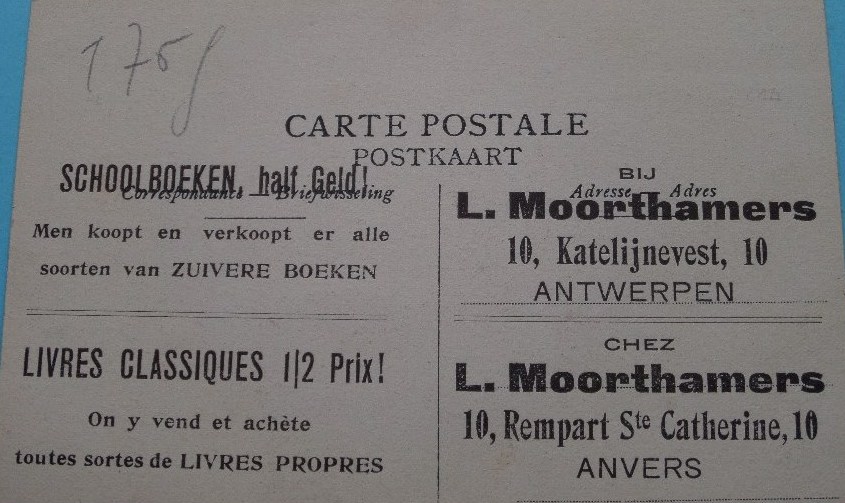 175
CARTE POSTALE
POSTKAART
SCHOOLBOEKEN, half Geld!
Correspondance — Briefwisseling
Men koopt en verkoopt er alle
soorten van ZUIVERE BOEKEN
LIVRES CLASSIQUES 1|2 Prix!
On y vend et achète
toutes sortes de LIVRES PROPRES
BIJ
Adresse — Adres
L. Moorthamers
10, Katelijnevest, 10
ANTWERPEN
CHEZ
L. Moorthamers
10, Rempart Ste Catherine, 10
ANVERS